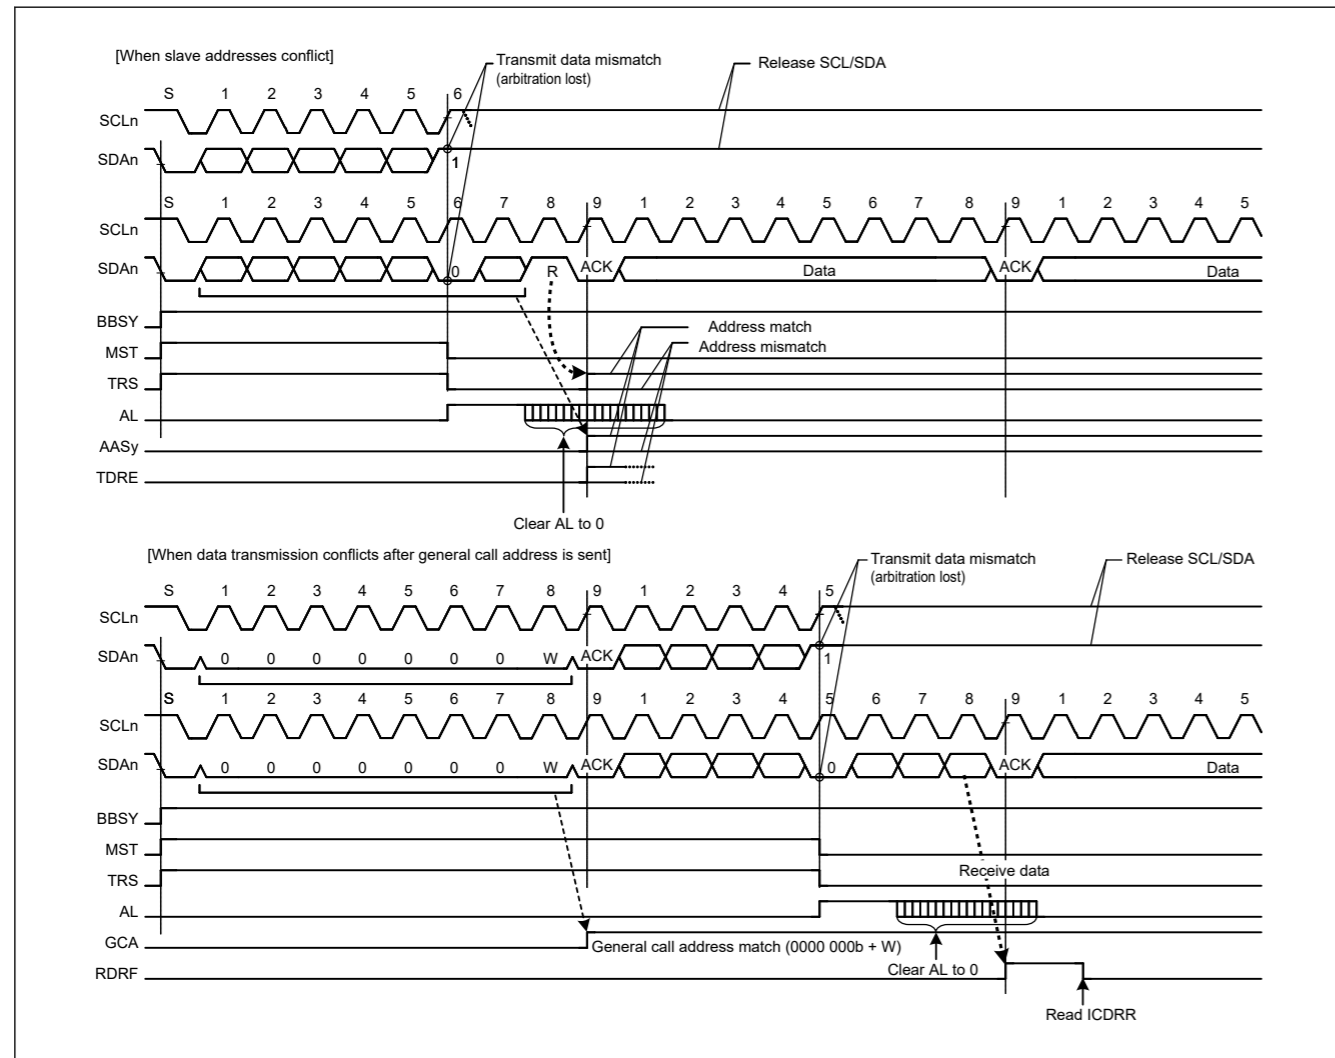 [When slave addresses conflict]
Transmit data mismatch
(arbitration lost)
Release SCL/SDA
S 1 2 3 4 5 6
SCLn
SDAn
1
S 1 2 3 4 5 6 7 8 9 1 2 3 4 5 6 7 8 9 1 2 3 4 5
SCLn
SDAn 0 R ACK Data ACK Data
BBSY
Address match
MST
Address mismatch
TRS
AL
AASy
TDRE
Clear AL to 0
[When data transmission conflicts after general call address is sent]
Transmit data mismatch
(arbitration lost)
Release SCL/SDA
S 1 2 3 4 5 6 7 8 9 1 2 3 4 5
SCLn
SDAn 0 0 0 0 0 0 0 W ACK 1
S 1 2 3 4 5 6 7 8 9 1 2 3 4 5 6 7 8 9 1 2 3 4 5
SCLn
SDAn 0 0 0 0 0 0 0 W ACK 0 ACK Data
BBSY
MST
TRS
Receive data
AL
GCA
General call address match (0000 000b + W)
Clear AL to 0
RDRF
Read ICDRR